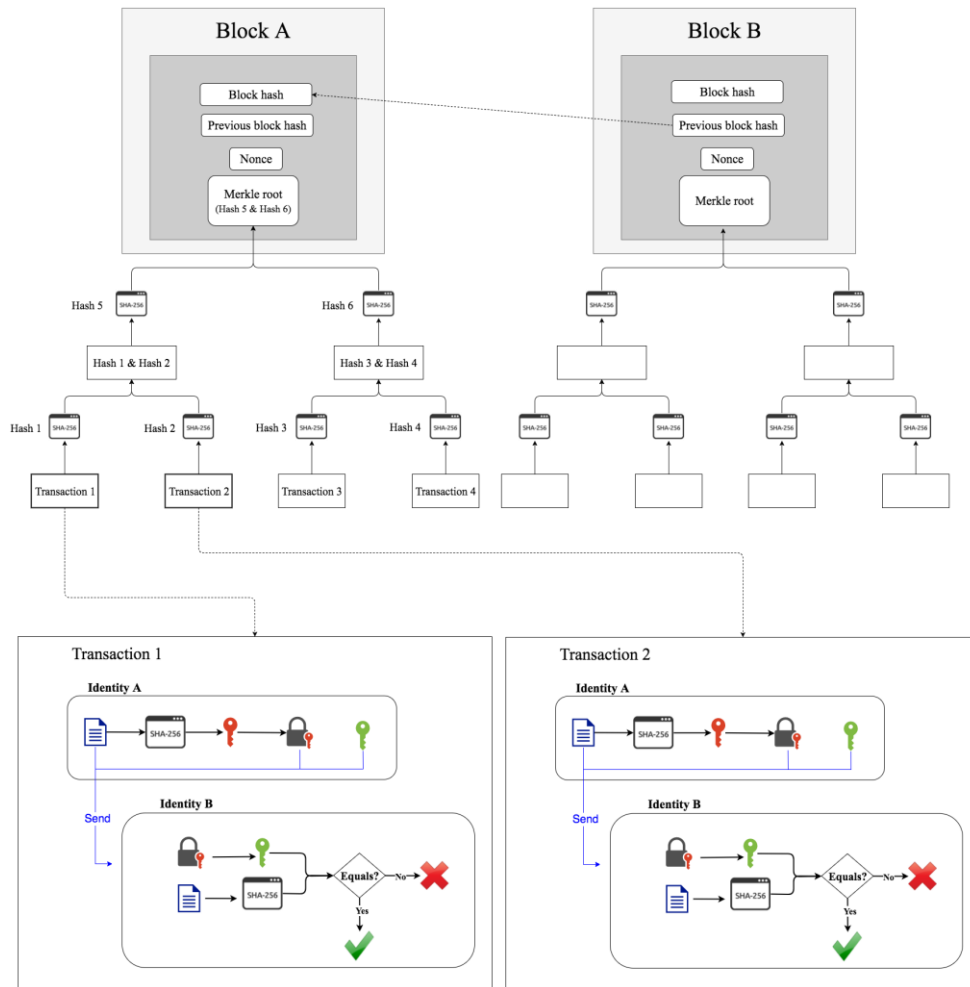 Block A
Block B
Block hash
Block hash
Previous block hash
Previous block hash
Nonce
Nonce
Merkle root
(Hash 5 & Hash 6)
Merkle root
Hash 5
SHA-256
Hash 6
SHA-256
SHA-256
SHA-256
Hash 1 & Hash 2
Hash 3 & Hash 4
Hash 1
SHA-256
Hash 2
SHA-256
Hash 3
SHA-256
Hash 4
SHA-256
SHA-256
SHA-256
SHA-256
SHA-256
Transaction 1
Transaction 2
Transaction 3
Transaction 4
Transaction 1
Identity A
SHA-256
Send
Identity B
SHA-256
Equals?
No
Yes
Transaction 2
Identity A
SHA-256
Send
Identity B
SHA-256
Equals?
No
Yes